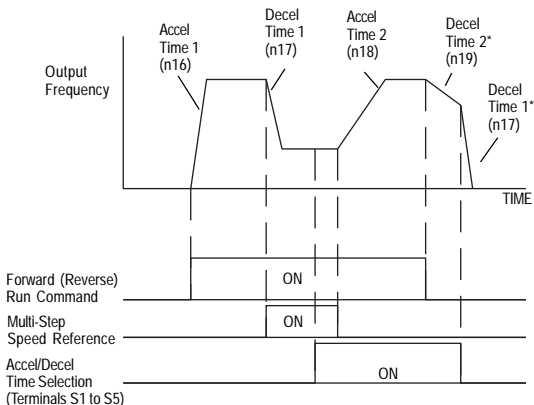 Accel
Time 1
(n16)
Decel
Time 1
(n17)
Accel
Time 2
(n18)
Decel
Time 2*
(n19)
Decel
Time 1*
(n17)
Output
Frequency
TIME
Forward (Reverse)
Run Command
ON
Multi-Step
Speed Reference
ON
Accel/Decel
Time Selection
(Terminals S1 to S5)
ON